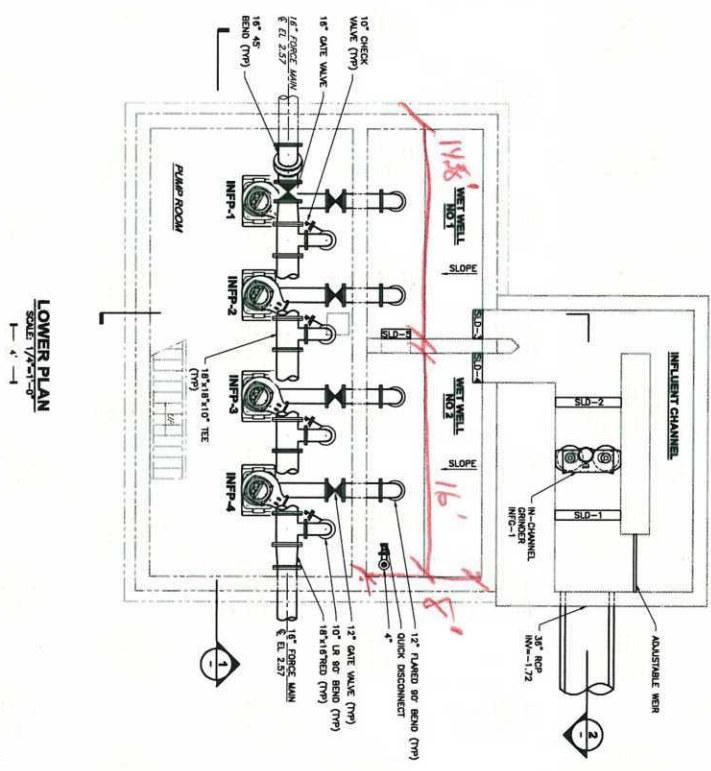 10" CHECK
VALVE (TYP)
16" GATE VALVE
16" FORCE MAIN
℄ EL 2.57
16" 45°
BEND (TYP)
PUMP ROOM
INFP-1
INFP-2
INFP-3
INFP-4
WET WELL
NO 1
SLOPE
WET WELL
NO 2
SLOPE
16'
8'
SLD-3
SLD-4
SLD-5
INFLUENT CHANNEL
SLD-2
IN-CHANNEL
GRINDER
INFG-1
SLD-1
ADJUSTABLE WEIR
36" RCP
INV=-1.72
2
4"
QUICK DISCONNECT
12" FLARED 90° BEND (TYP)
12" GATE VALVE (TYP)
10" LR 90° BEND (TYP)
18"x16"RED (TYP)
16" FORCE MAIN
℄ EL 2.57
18"x18"x10" TEE
(TYP)
UP
1
LOWER PLAN
SCALE: 1/4"=1'-0"
4'